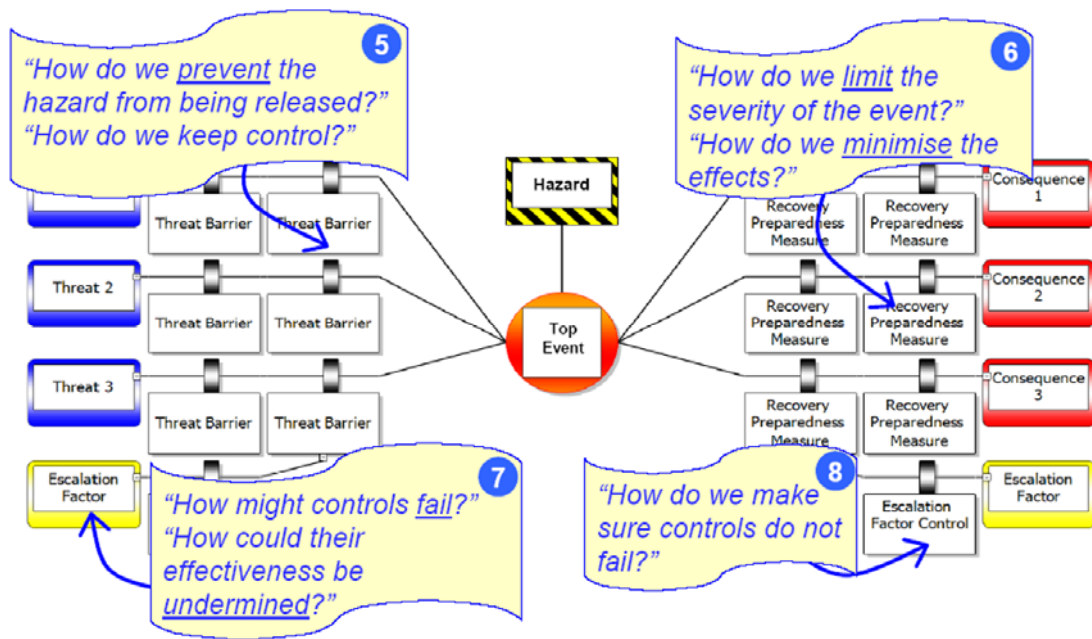 5
“How do we prevent the
hazard from being released?”
“How do we keep control?”
6
“How do we limit the
severity of the event?”
“How do we minimise the
effects?”
Hazard
Threat Barrier
Threat Barrier
Recovery
Preparedness
Measure
Recovery
Preparedness
Measure
Consequence
1
Threat 2
Threat Barrier
Threat Barrier
Top
Event
Recovery
Preparedness
Measure
Recovery
Preparedness
Measure
Consequence
2
Threat 3
Threat Barrier
Threat Barrier
Recovery
Preparedness
Measure
Recovery
Preparedness
Measure
Consequence
3
Escalation
Factor
7
“How might controls fail?”
“How could their
effectiveness be
undermined?”
8
“How do we make
sure controls do not
fail?”
Escalation
Factor Control
Escalation
Factor